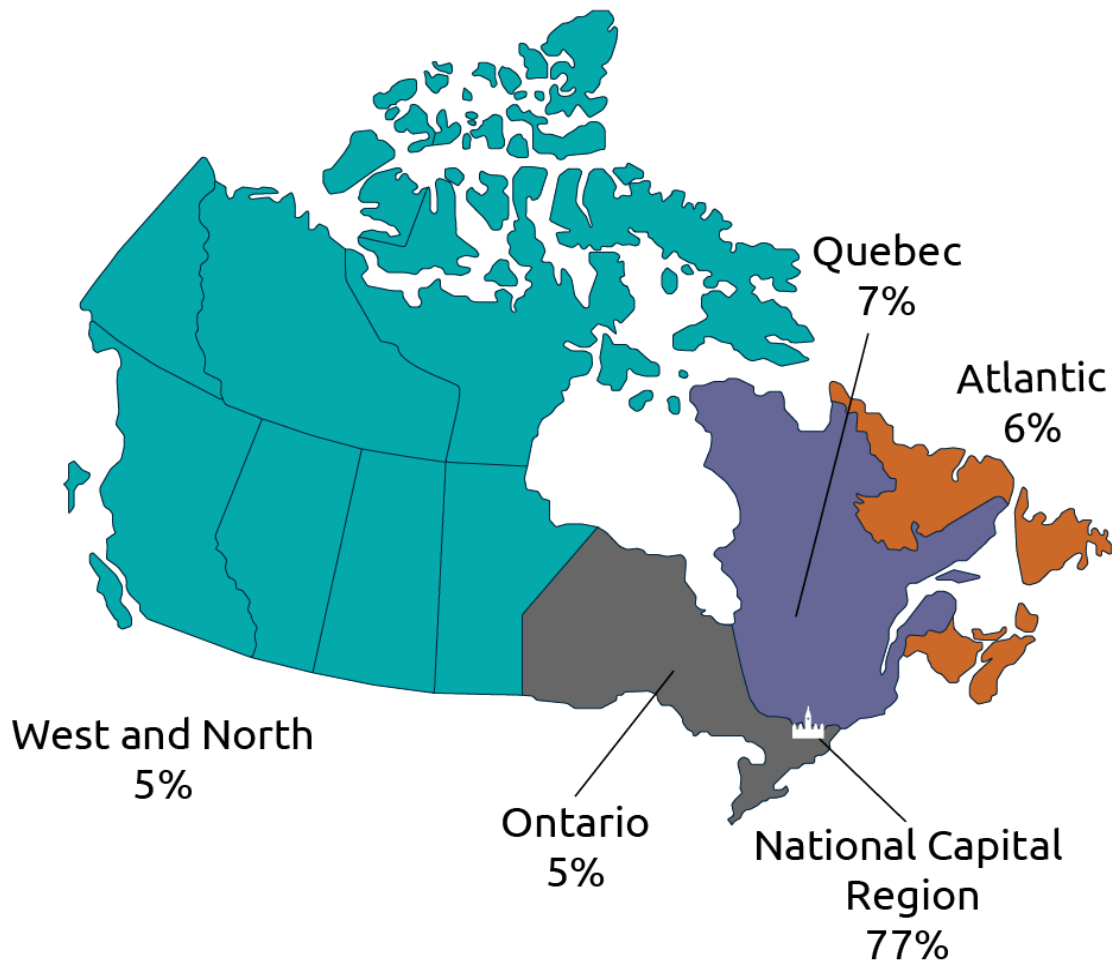 Quebec
7%
Atlantic
6%
West and North
5%
Ontario
5%
National Capital
Region
77%